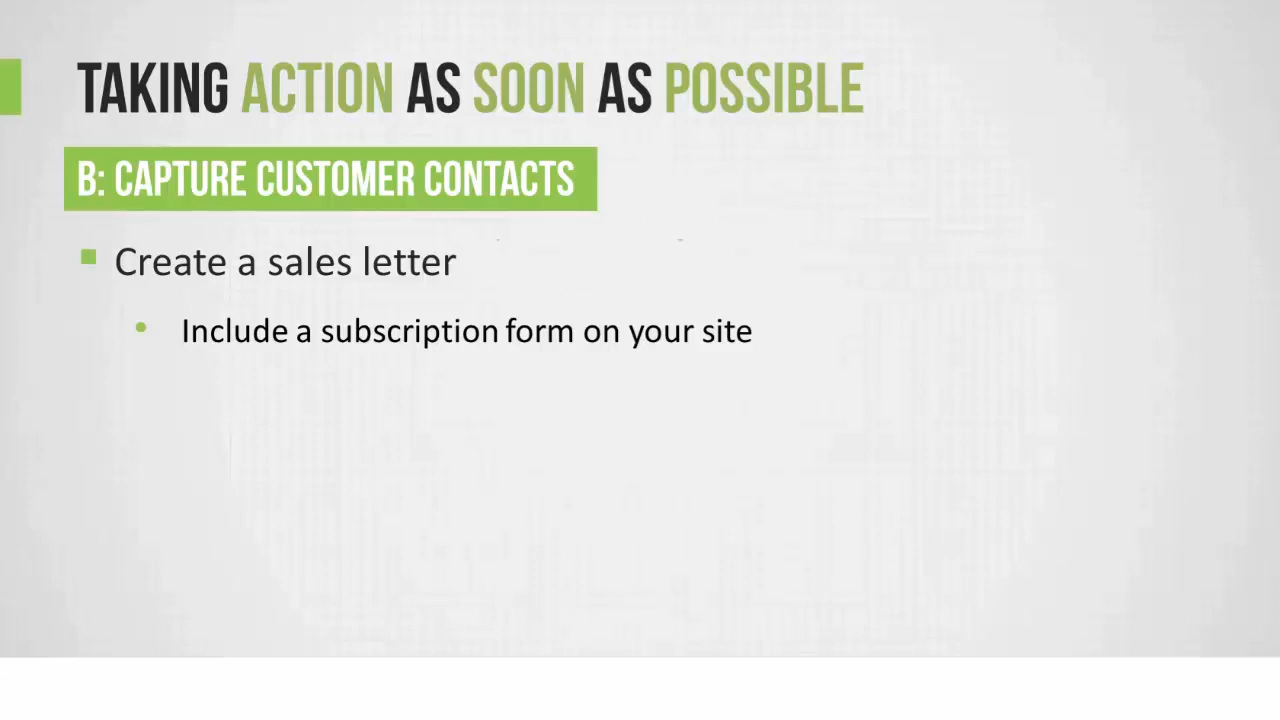 TAKING ACTION AS SOON AS POSSIBLE
B: CAPTURE CUSTOMER CONTACTS
Create a sales letter
Include a subscription form on your site